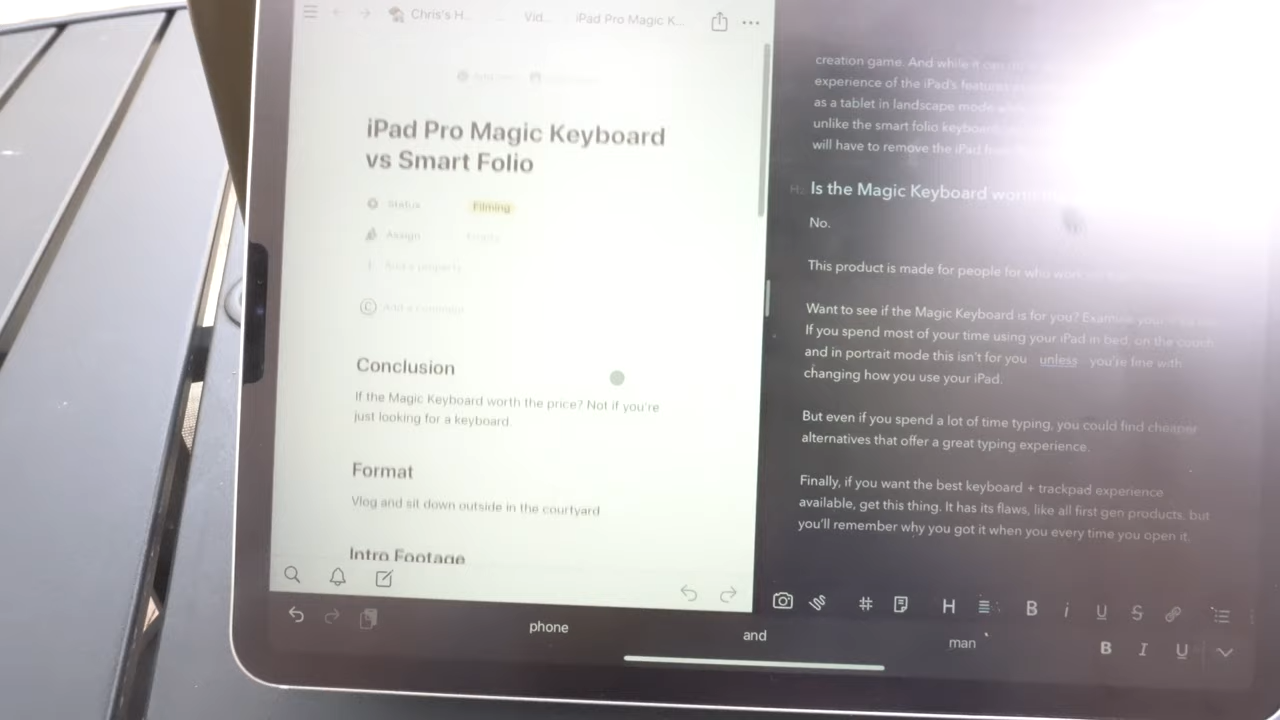 Chris's H...
Vid...
iPad Pro Magic K...
iPad Pro Magic Keyboard
vs Smart Folio
Status
Filming
Assign
Empty
Add a property
C
Add a comment
Conclusion
If the Magic Keyboard worth the price? Not if you're
just looking for a keyboard.
Format
Vlog and sit down outside in the courtyard
Intro Footage
creation game. And while it
experience of the iPad's features
as a tablet in landscape mode
unlike the smart folio keyboard
will have to remove the iPad
Is the Magic Keyboard
No.
This product is made for people for who work
Want to see if the Magic Keyboard is for you?
If you spend most of your time using your iPad in bed, on the couch
and in portrait mode this isn't for you unless you're fine with
changing how you use your iPad.
But even if you spend a lot of time typing, you could find cheaper
alternatives that offer a great typing experience.
Finally, if you want the best keyboard + trackpad experience
available, get this thing. It has its flaws, like all first gen products, but
you'll remember why you got it when you every time you open it.
# H B i U S
phone and man
B I U